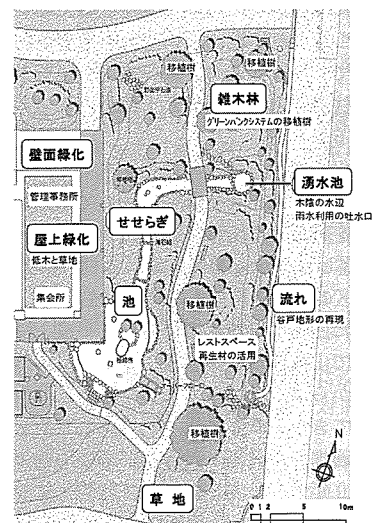 移植樹
移植樹
雑木林
グリーンバンクシステムの移植樹
壁面緑化
湧水池
木陰の水辺
雨水利用の吐水口
管理事務所
せせらぎ
屋上緑化
低木と草地
池
流れ
谷戸地形の再現
集会所
移植樹
レストスペース
再生材の活用
移植樹
N
草地
0 1 2 5 10m